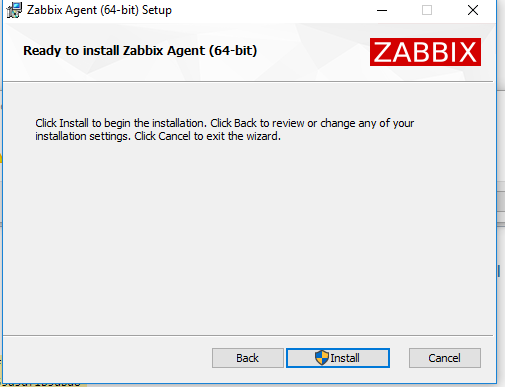 Zabbix Agent (64-bit) Setup
Ready to install Zabbix Agent (64-bit)
ZABBIX
Click Install to begin the installation. Click Back to review or change any of your
installation settings. Click Cancel to exit the wizard.
Back
Install
Cancel